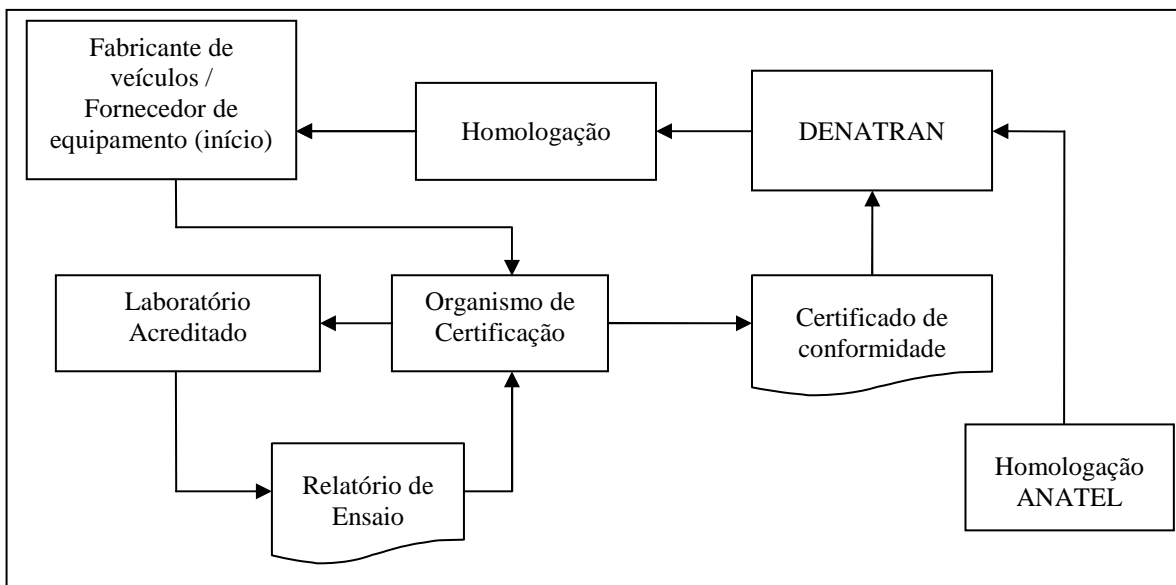 Fabricante de
veículos /
Fornecedor de
equipamento (início)
Homologação
DENATRAN
Laboratório
Acreditado
Organismo de
Certificação
Certificado de
conformidade
Relatório de
Ensaio
Homologação
ANATEL